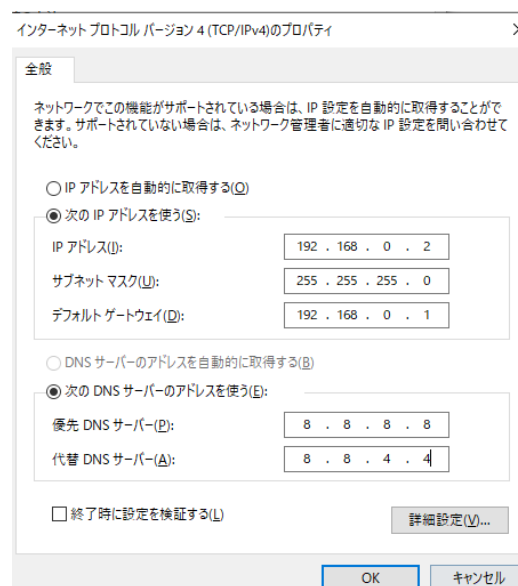 インターネット プロトコル バージョン 4 (TCP/IPv4)のプロパティ
全般
ネットワークでこの機能がサポートされている場合は、IP 設定を自動的に取得することがで
きます。サポートされていない場合は、ネットワーク管理者に適切な IP 設定を問い合わせて
ください。
IP アドレスを自動的に取得する(O)
次の IP アドレスを使う(S):
IP アドレス(I): 192 . 168 . 0 . 2
サブネット マスク(U): 255 . 255 . 255 . 0
デフォルト ゲートウェイ(D): 192 . 168 . 0 . 1
DNS サーバーのアドレスを自動的に取得する(B)
次の DNS サーバーのアドレスを使う(E):
優先 DNS サーバー(P): 8 . 8 . 8 . 8
代替 DNS サーバー(A): 8 . 8 . 4 . 4
終了時に設定を検証する(L)
詳細設定(V)...
OK キャンセル